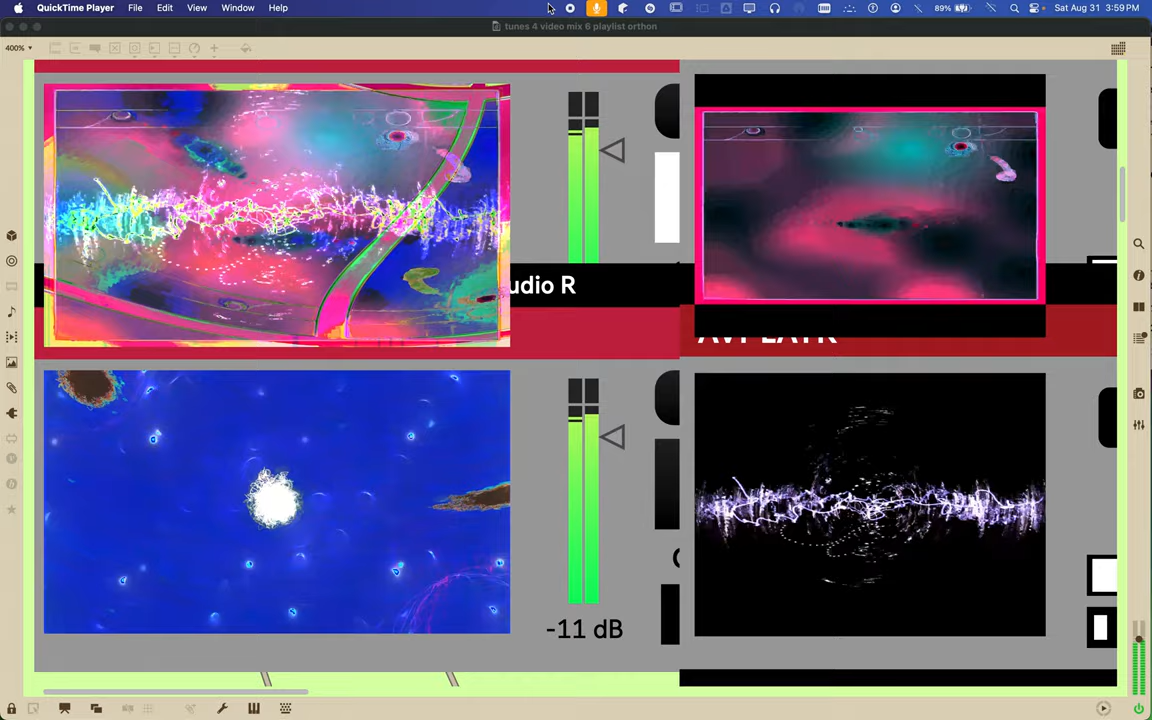 QuickTime Player File Edit View Window Help 89% Sat Aug 31 3:59 PM
tunes 4 video mix 6 playlist orthon
400%
udio R
-11 dB